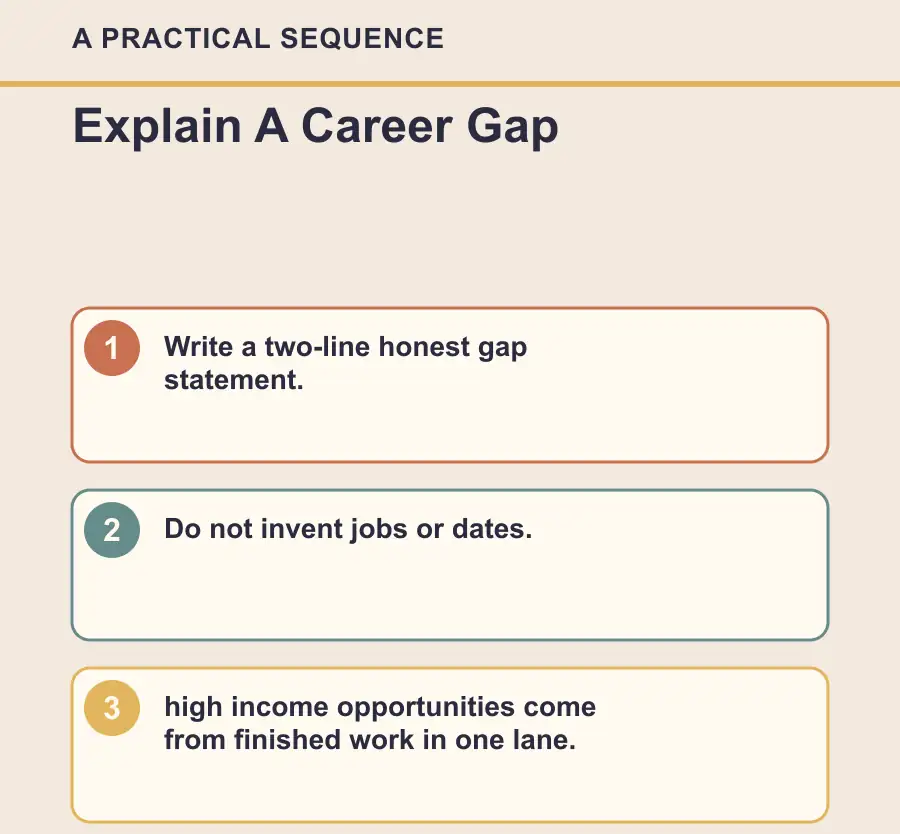 A PRACTICAL SEQUENCE
Explain A Career Gap
1
Write a two-line honest gap
statement.
2
Do not invent jobs or dates.
3
high income opportunities come
from finished work in one lane.